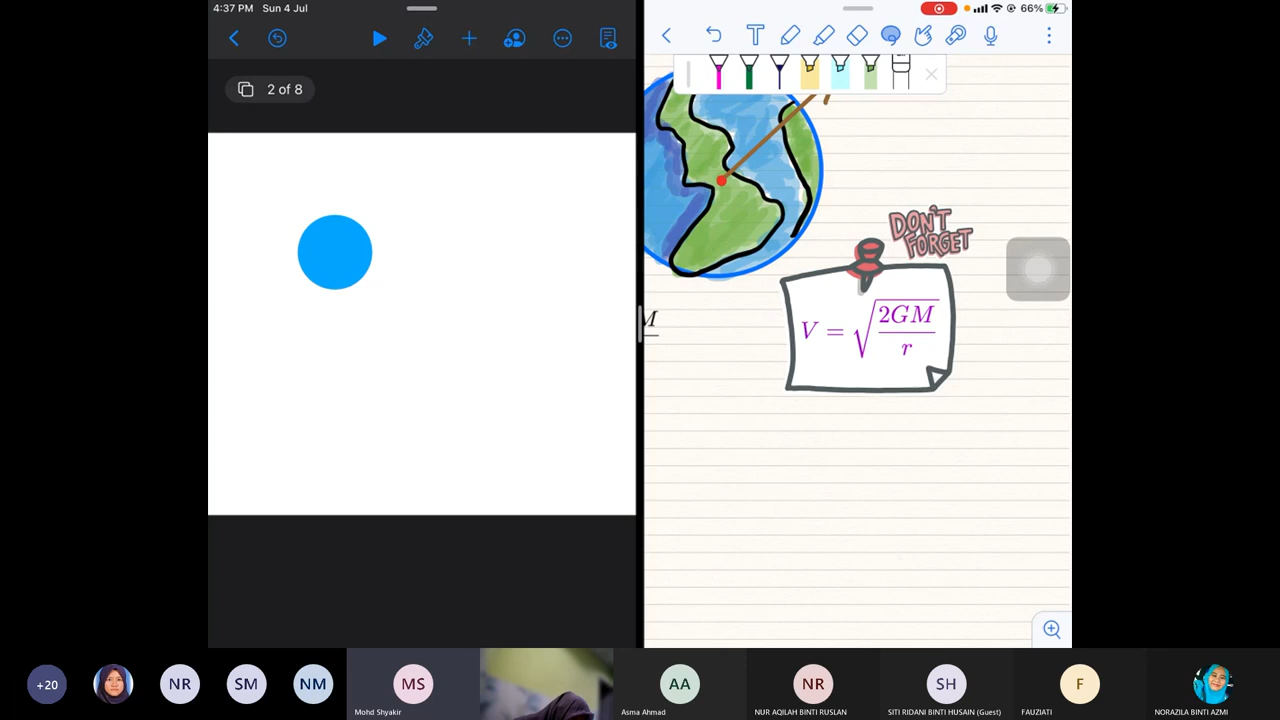 4:37 PM Sun 4 Jul
66%
2 of 8
DON'T
FORGET
M
V = √(2GM/r)
+20
NR
SM
NM
MS
AA
NR
SH
F
Mohd Shyakir
Asma Ahmad
NUR AQILAH BINTI RUSLAN
SITI RIDANI BINTI HUSAIN (Guest)
FAUZIATI
NORAZILA BINTI AZMI